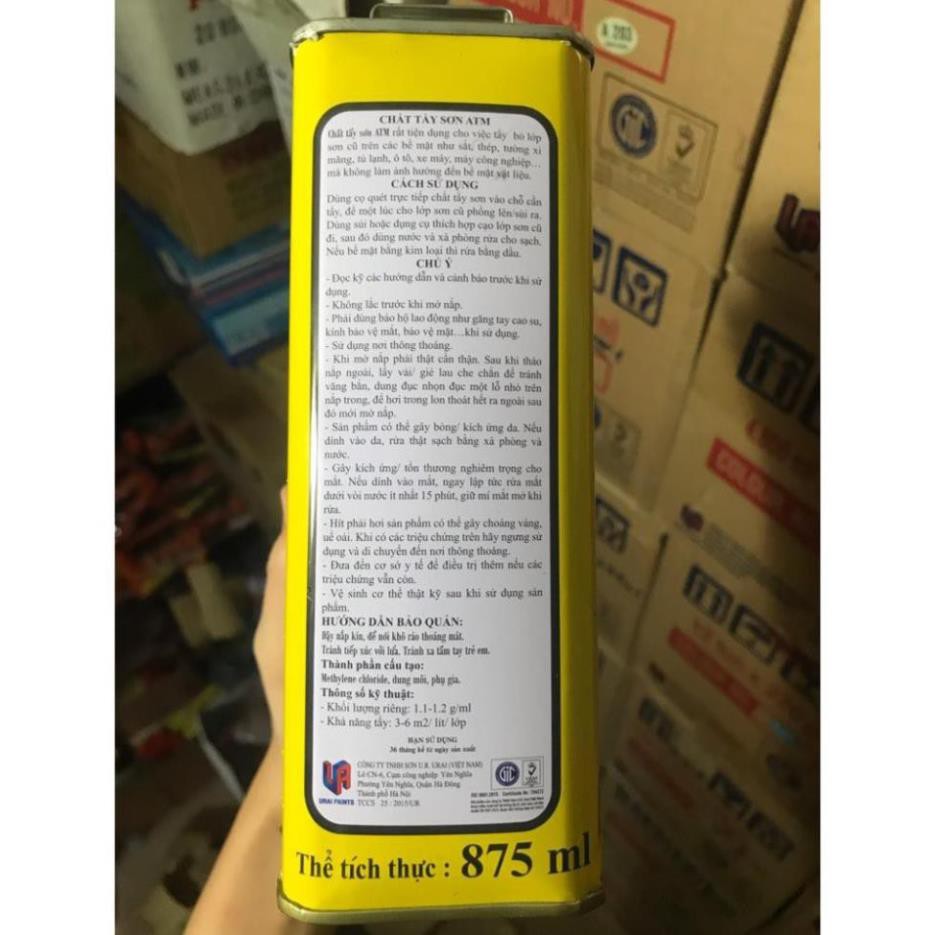 CHẤT TẨY SƠN ATM
Chất tẩy sơn ATM rất tiện dụng cho việc tẩy bỏ lớp
sơn cũ trên các bề mặt như sắt, thép, tường xi
măng, tủ lạnh, ô tô, xe máy, máy công nghiệp…
mà không làm ảnh hưởng đến bề mặt vật liệu.
CÁCH SỬ DỤNG
Dùng cọ quét trực tiếp chất tẩy sơn vào chỗ cần
tẩy, để một lúc cho lớp sơn cũ phồng lên/sùi ra.
Dùng sủi hoặc dụng cụ thích hợp cạo lớp sơn cũ
đi, sau đó dùng nước và xà phòng rửa cho sạch.
Nếu bề mặt bằng kim loại thì rửa bằng dầu.
CHÚ Ý
- Đọc kỹ các hướng dẫn và cảnh báo trước khi sử
dụng.
- Không lắc trước khi mở nắp.
- Phải dùng bảo hộ lao động như găng tay cao su,
kính bảo vệ mắt, bảo vệ mặt…khi sử dụng.
- Sử dụng nơi thông thoáng.
- Khi mở nắp phải thật cẩn thận. Sau khi tháo
nắp ngoài, lấy vải/ giẻ lau che chắn để tránh
văng bắn, dung đục nhọn đục một lỗ nhỏ trên
nắp trong, để hơi trong lon thoát hết ra ngoài sau
đó mới mở nắp.
- Sản phẩm có thể gây bỏng/ kích ứng da. Nếu
dính vào da, rửa thật sạch bằng xà phòng và
nước.
- Gây kích ứng/ tổn thương nghiêm trọng cho
mắt. Nếu dính vào mắt, ngay lập tức rửa mắt
dưới vòi nước ít nhất 15 phút, giữ mí mắt mở khi
rửa.
- Hít phải hơi sản phẩm có thể gây choáng váng,
uể oải. Khi có các triệu chứng trên hãy ngưng sử
dụng và di chuyển đến nơi thông thoáng.
- Đưa đến cơ sở y tế để điều trị thêm nếu các
triệu chứng vẫn còn.
- Vệ sinh cơ thể thật kỹ sau khi sử dụng sản
phẩm.
HƯỚNG DẪN BẢO QUẢN:
Đậy nắp kín, để nơi khô ráo thoáng mát.
Tránh tiếp xúc với lửa. Tránh xa tầm tay trẻ em.
Thành phần cấu tạo:
Methylene chloride, dung môi, phụ gia.
Thông số kỹ thuật:
- Khối lượng riêng: 1.1-1.2 g/ml
- Khả năng tẩy: 3-6 m2/ lít/ lớp
HẠN SỬ DỤNG
36 tháng kể từ ngày sản xuất
CÔNG TY TNHH SƠN U.R. URAI (VIỆT NAM)
Lô CN-6, Cụm công nghiệp Yên Nghĩa
Phường Yên Nghĩa, Quận Hà Đông
Thành phố Hà Nội
URAI PAINTS TCCS 25 : 2015/UR
GIC
ISO 9001:2015
Thể tích thực : 875 ml
A 203